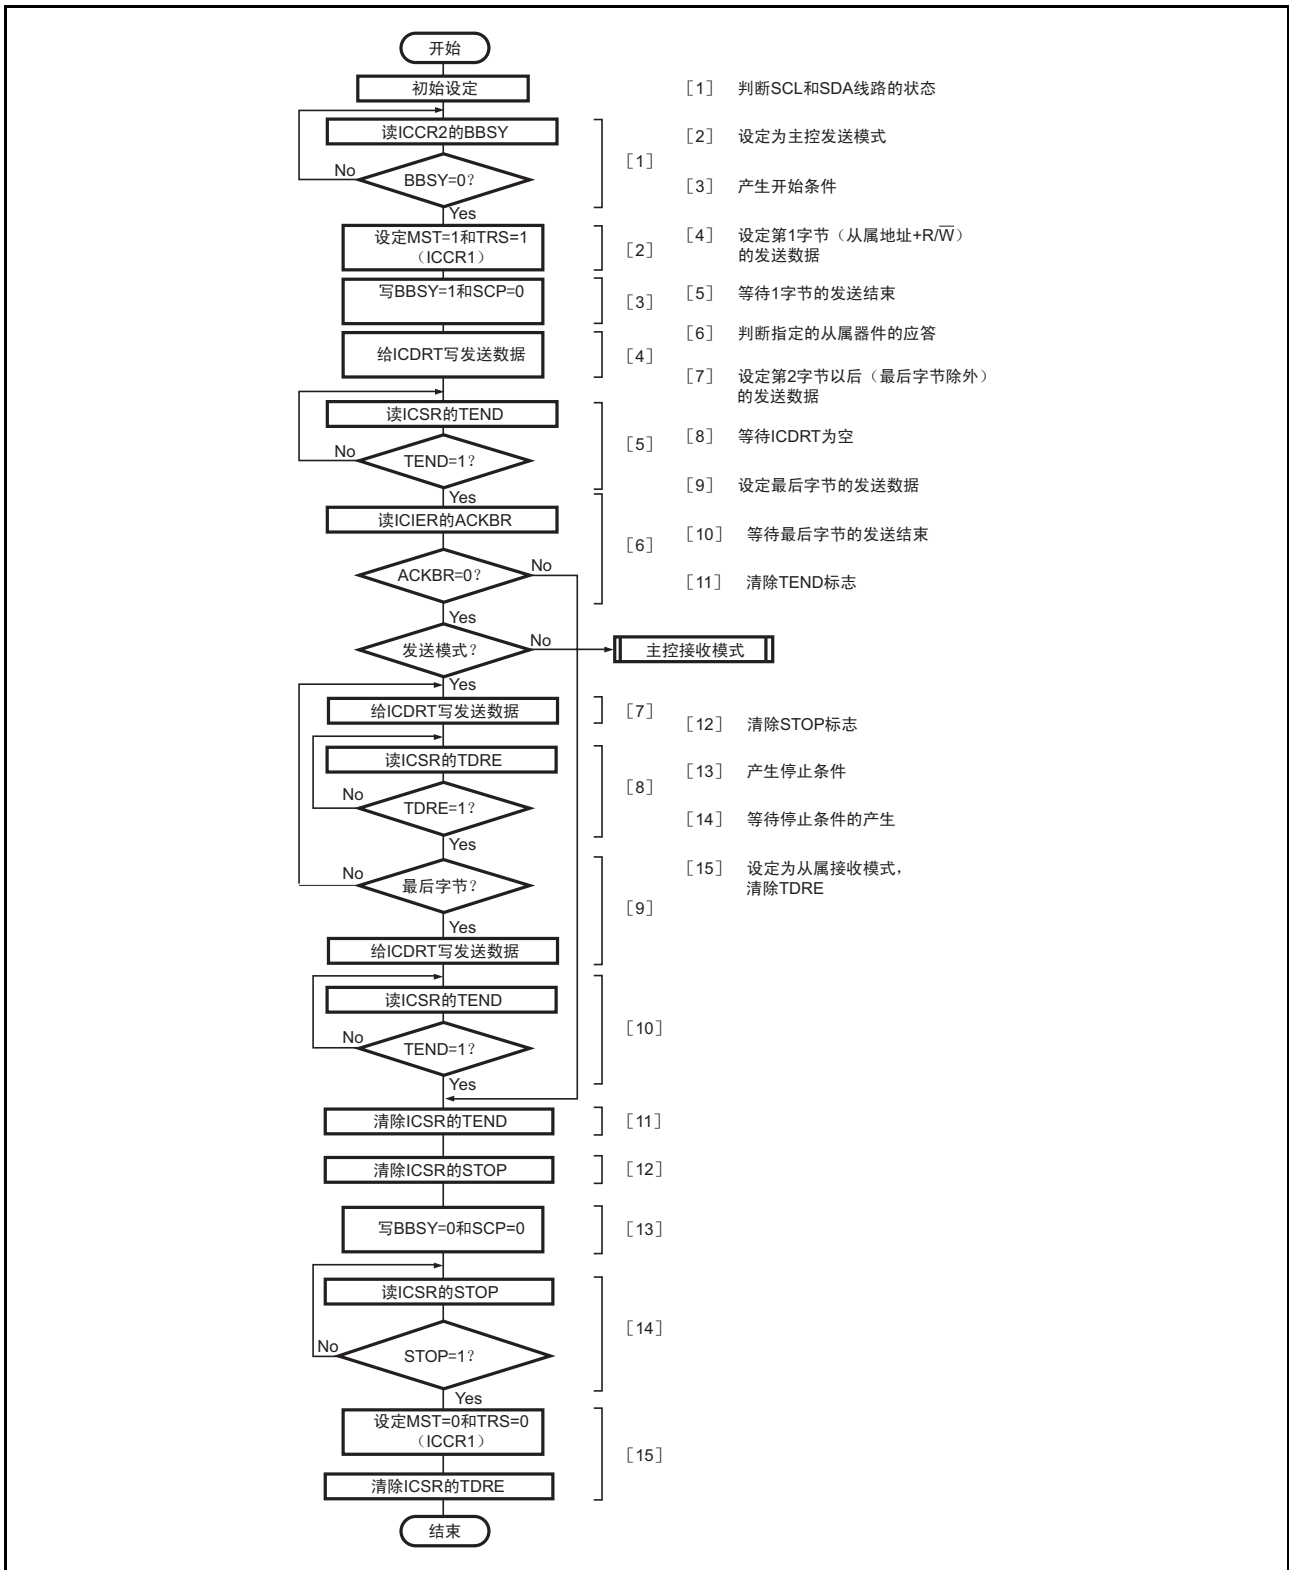 开始
初始设定
读ICCR2的BBSY
BBSY=0？
No
Yes
[1]
设定MST=1和TRS=1
（ICCR1）
[2]
写BBSY=1和SCP=0
[3]
给ICDRT写发送数据
[4]
读ICSR的TEND
TEND=1？
No
Yes
[5]
读ICIER的ACKBR
ACKBR=0？
No
Yes
[6]
发送模式？
No
Yes
主控接收模式
给ICDRT写发送数据
[7]
读ICSR的TDRE
TDRE=1？
No
Yes
[8]
最后字节？
No
Yes
给ICDRT写发送数据
[9]
读ICSR的TEND
TEND=1？
No
Yes
[10]
清除ICSR的TEND
[11]
清除ICSR的STOP
[12]
写BBSY=0和SCP=0
[13]
读ICSR的STOP
STOP=1？
No
Yes
[14]
设定MST=0和TRS=0
（ICCR1）
清除ICSR的TDRE
[15]
结束
[1] 判断SCL和SDA线路的状态
[2] 设定为主控发送模式
[3] 产生开始条件
[4] 设定第1字节（从属地址+R/W̅）
的发送数据
[5] 等待1字节的发送结束
[6] 判断指定的从属器件的应答
[7] 设定第2字节以后（最后字节除外）
的发送数据
[8] 等待ICDRT为空
[9] 设定最后字节的发送数据
[10] 等待最后字节的发送结束
[11] 清除TEND标志
[12] 清除STOP标志
[13] 产生停止条件
[14] 等待停止条件的产生
[15] 设定为从属接收模式，
清除TDRE